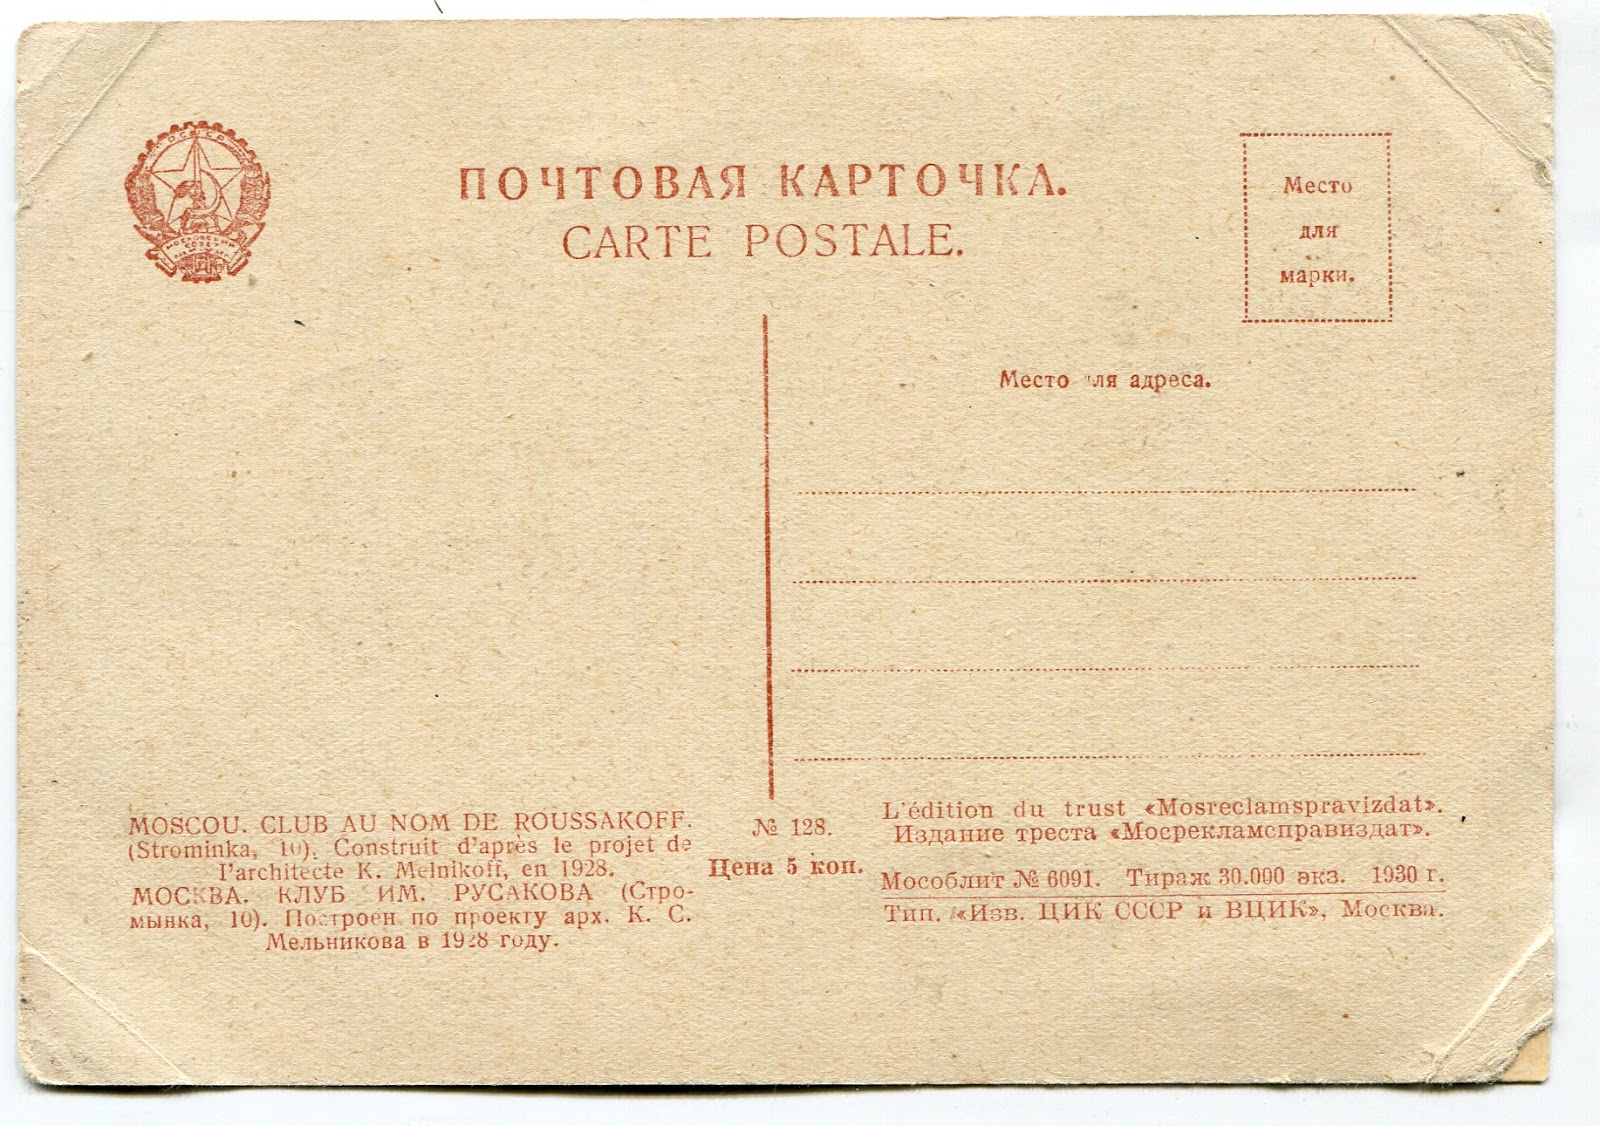 РСФСР
МОСКОВСКИЙ
СОВЕТ
ПОЧТОВАЯ КАРТОЧКА.
CARTE POSTALE.
Место
для
марки.
Место для адреса.
MOSCOU. CLUB AU NOM DE ROUSSAKOFF.
(Strominka, 10). Construit d'après le projet de
l'architecte K. Melnikoff, en 1928.
МОСКВА. КЛУБ ИМ. РУСАКОВА (Стро-
мынка, 10). Построен по проекту арх. К. С.
Мельникова в 1928 году.
№ 128.
Цена 5 коп.
L'édition du trust «Mosreclamspravizdat».
Издание треста «Мосрекламсправиздат».
Мособлит № 6091. Тираж 30.000 экз. 1930 г.
Тип. «Изв. ЦИК СССР и ВЦИК», Москва.